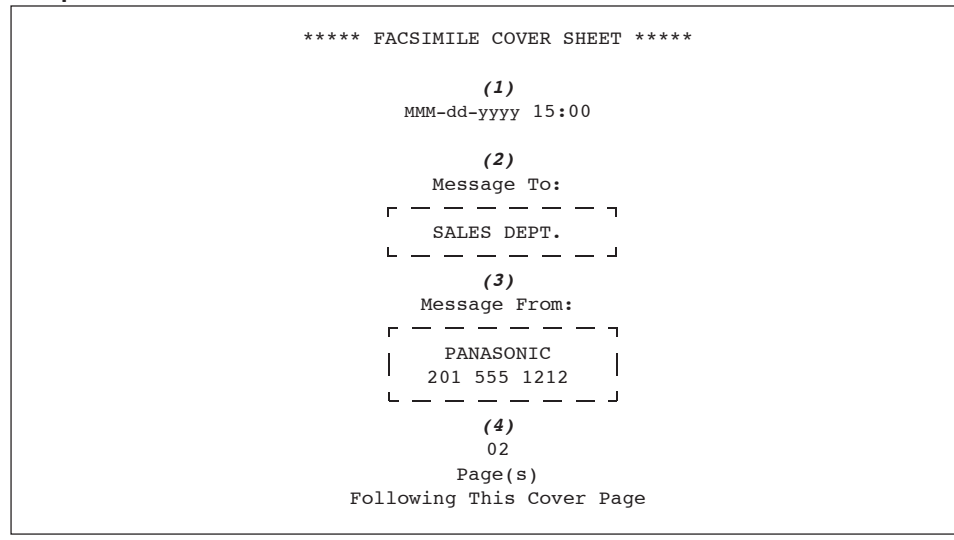 ***** FACSIMILE COVER SHEET *****
(1)
MMM-dd-yyyy 15:00
(2)
Message To:
SALES DEPT.
(3)
Message From:
PANASONIC
201 555 1212
(4)
02
Page(s)
Following This Cover Page